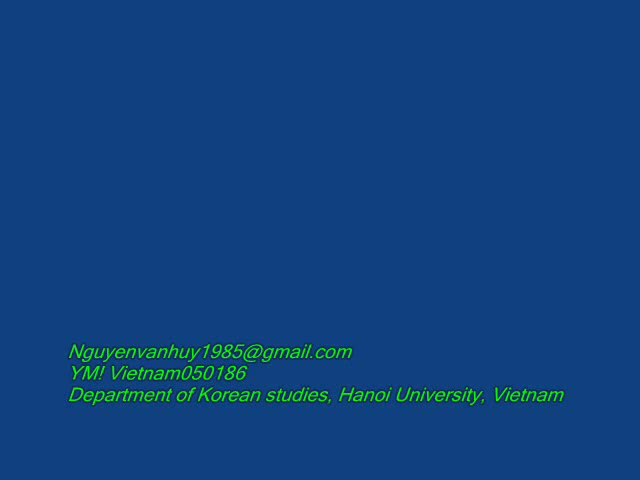 Nguyenvanhuy1985@gmail.com
YM! Vietnam050186
Department of Korean studies, Hanoi University, Vietnam